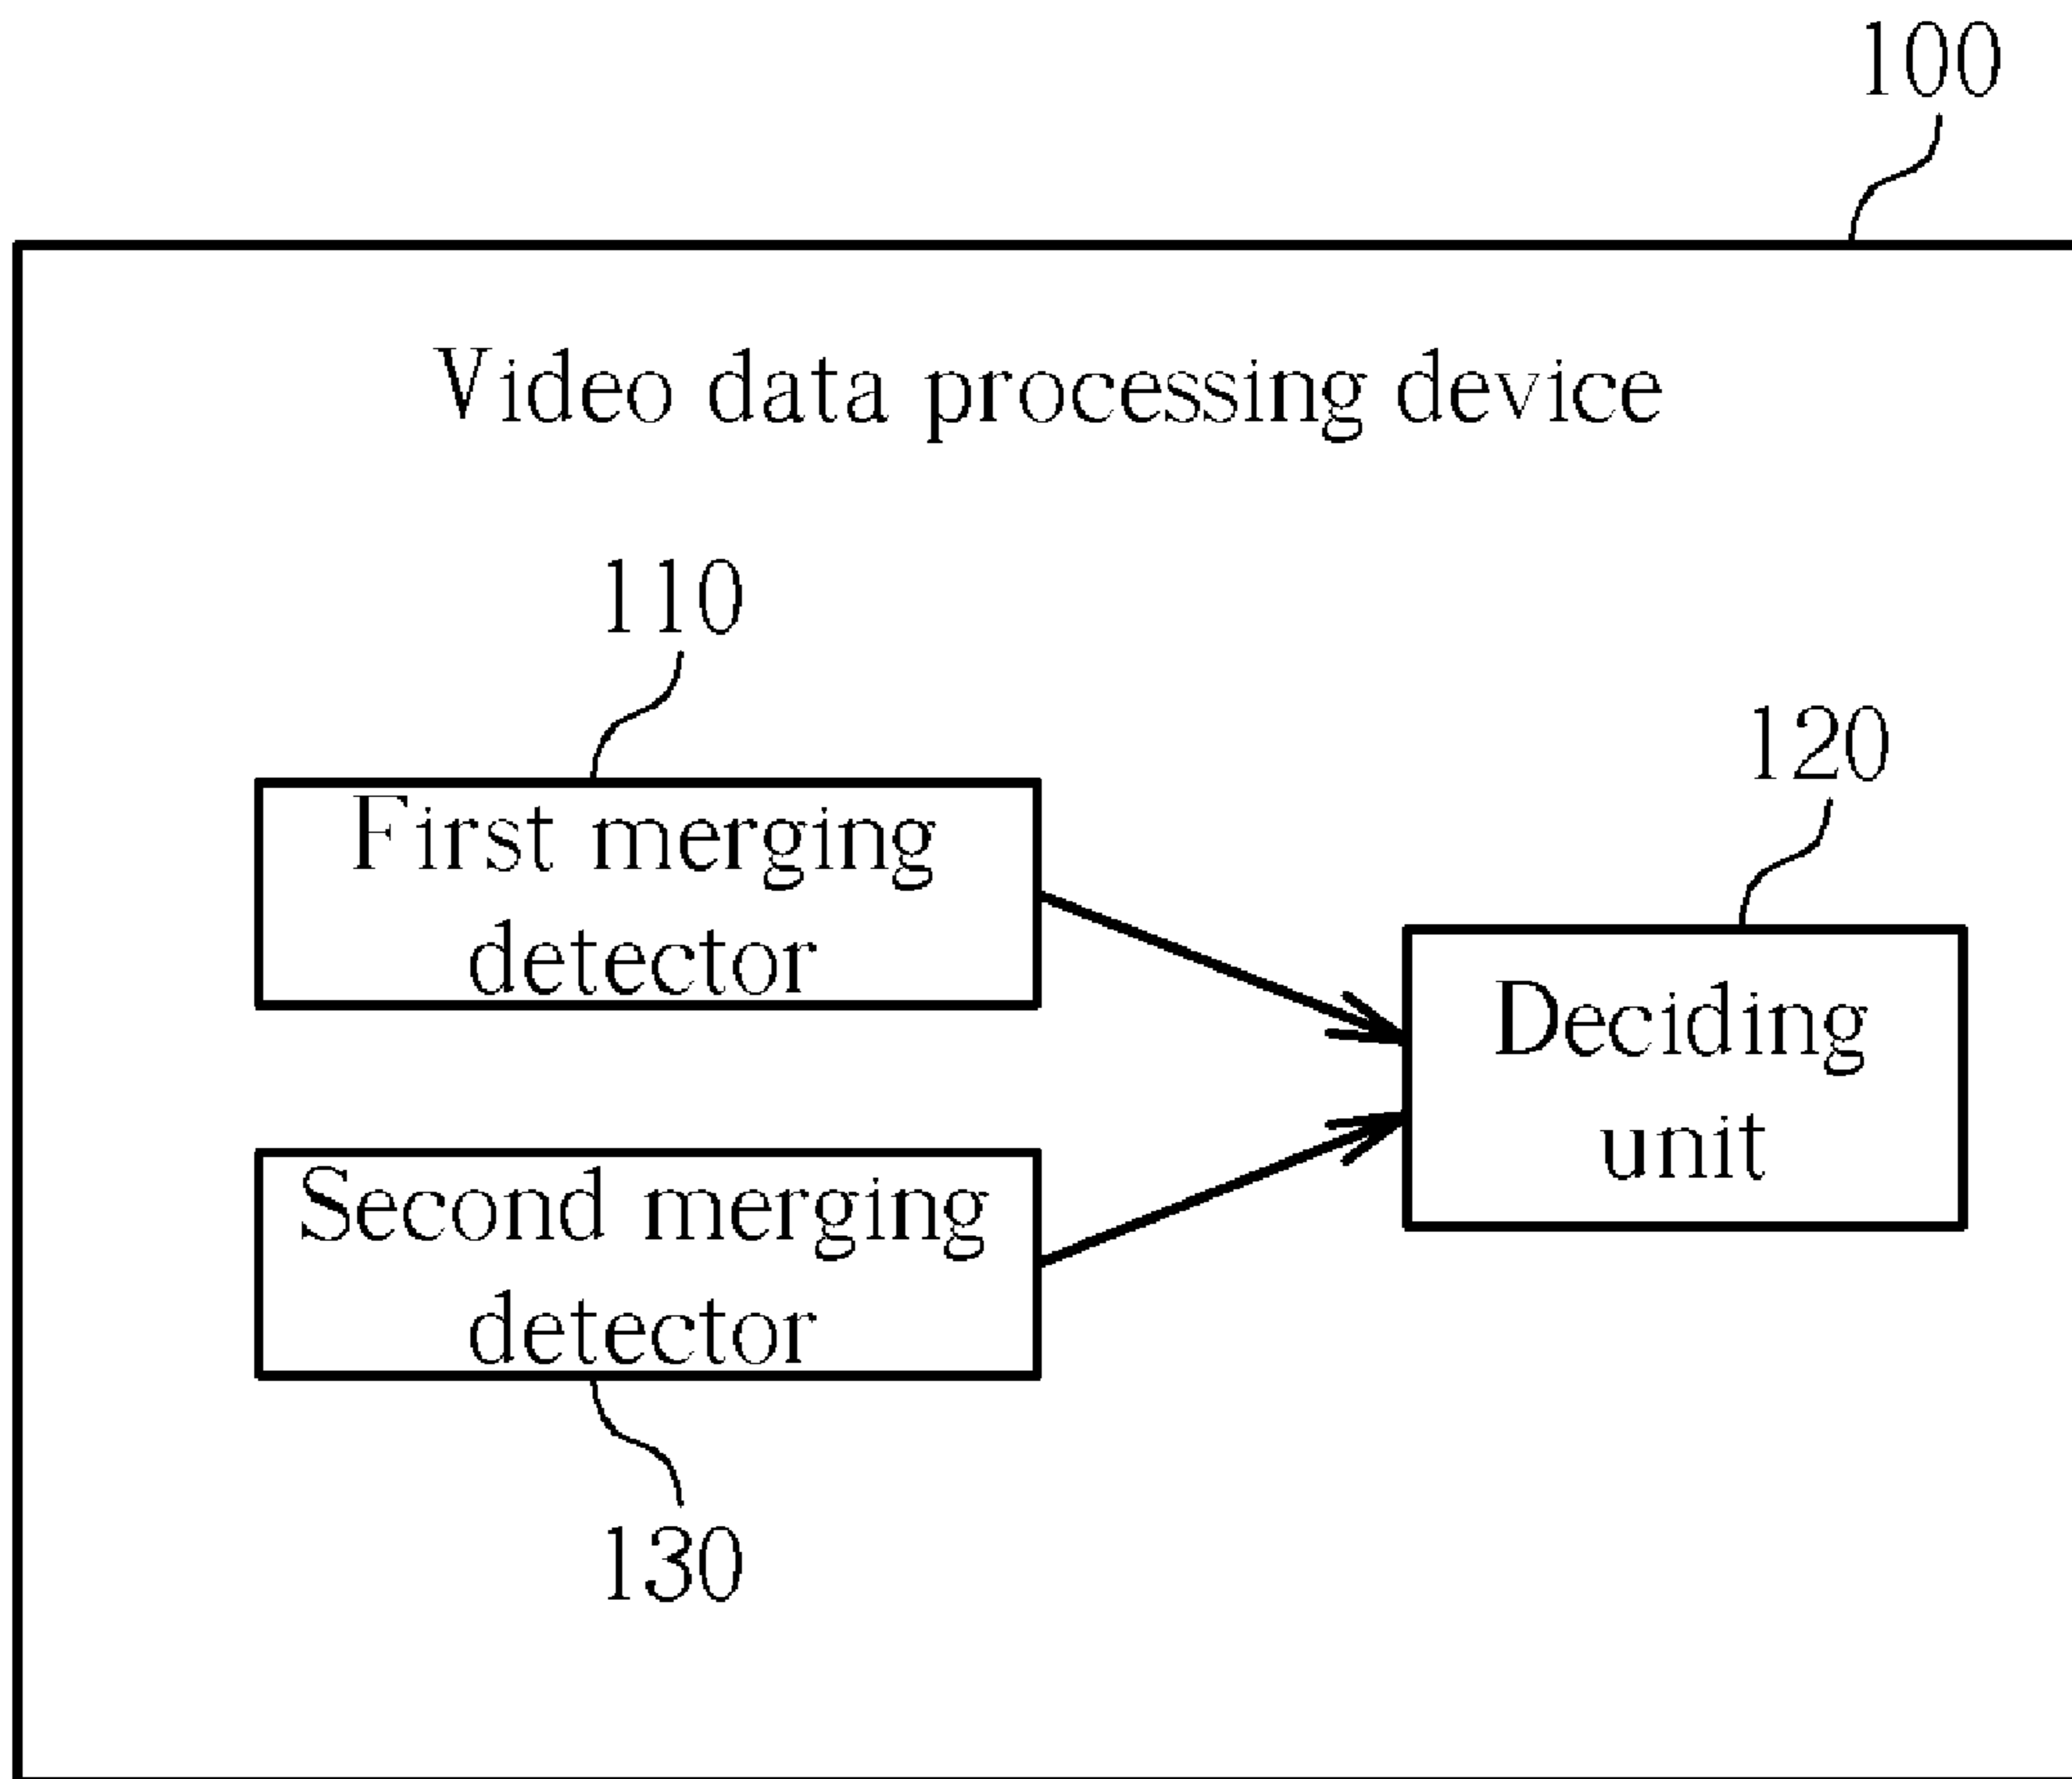 100
Video data processing device
110
120
First merging
detector
Deciding
unit
Second merging
detector
130